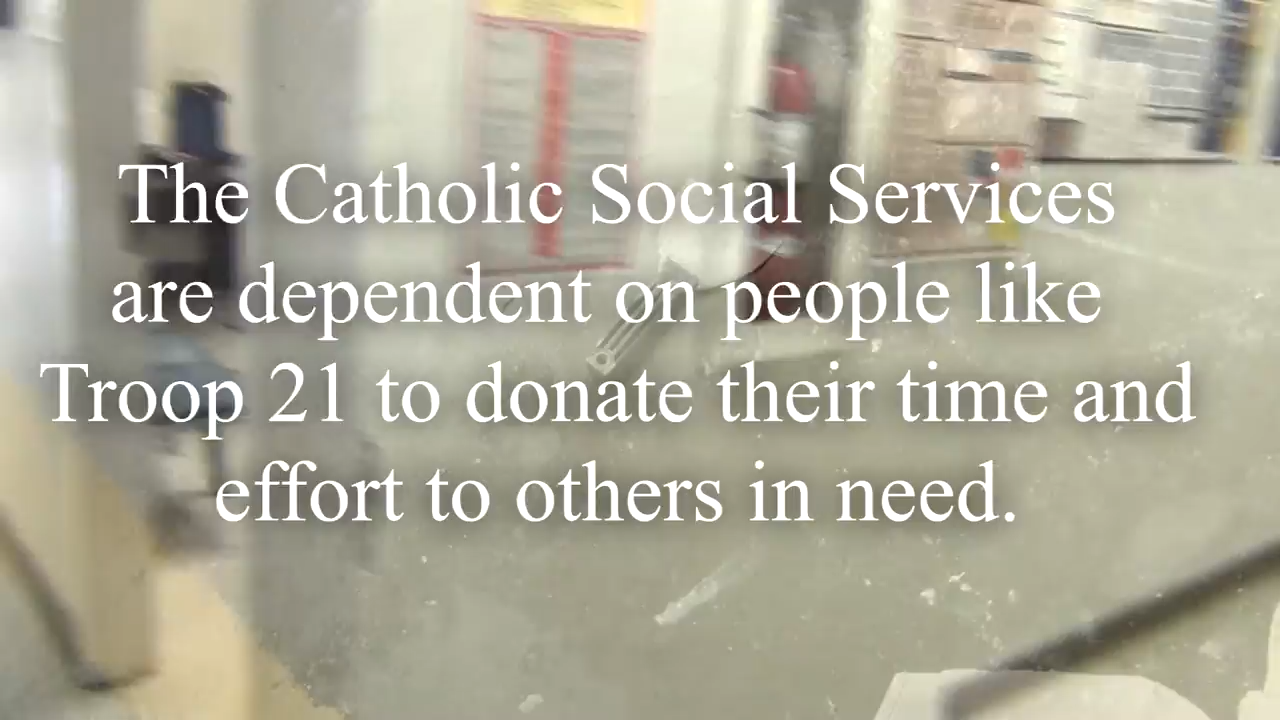 The Catholic Social Services
are dependent on people like
Troop 21 to donate their time and
effort to others in need.